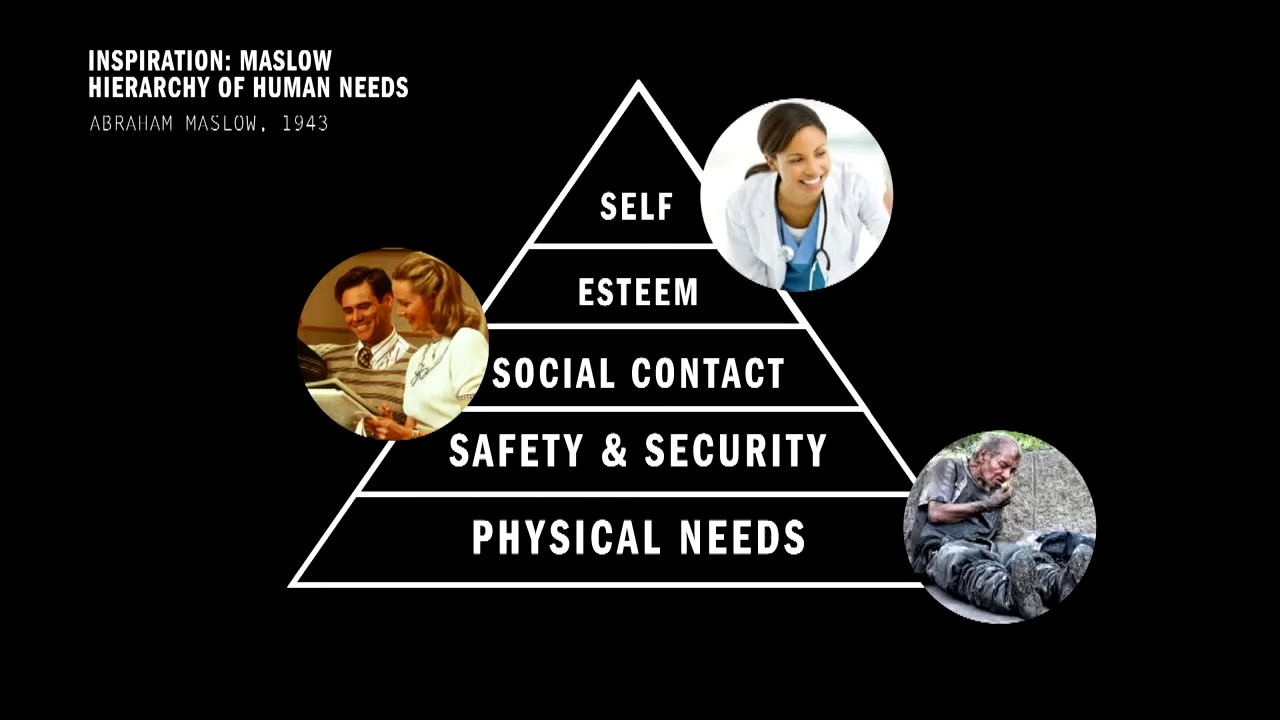 INSPIRATION: MASLOW
HIERARCHY OF HUMAN NEEDS
ABRAHAM MASLOW, 1943
SELF
ESTEEM
SOCIAL CONTACT
SAFETY & SECURITY
PHYSICAL NEEDS